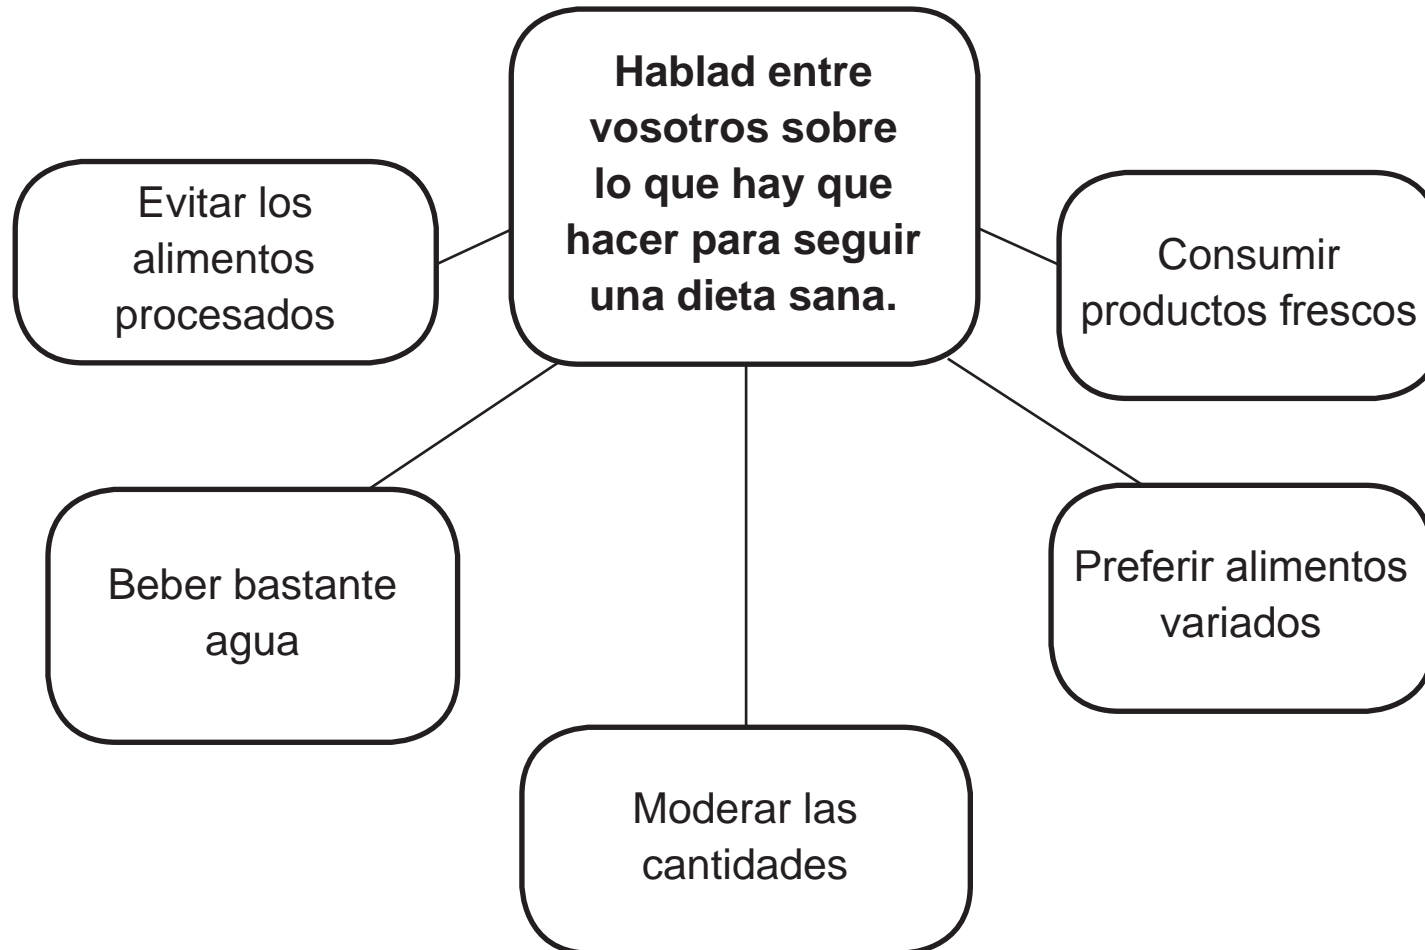 Hablad entre
vosotros sobre
lo que hay que
hacer para seguir
una dieta sana.
Evitar los
alimentos
procesados
Consumir
productos frescos
Beber bastante
agua
Preferir alimentos
variados
Moderar las
cantidades